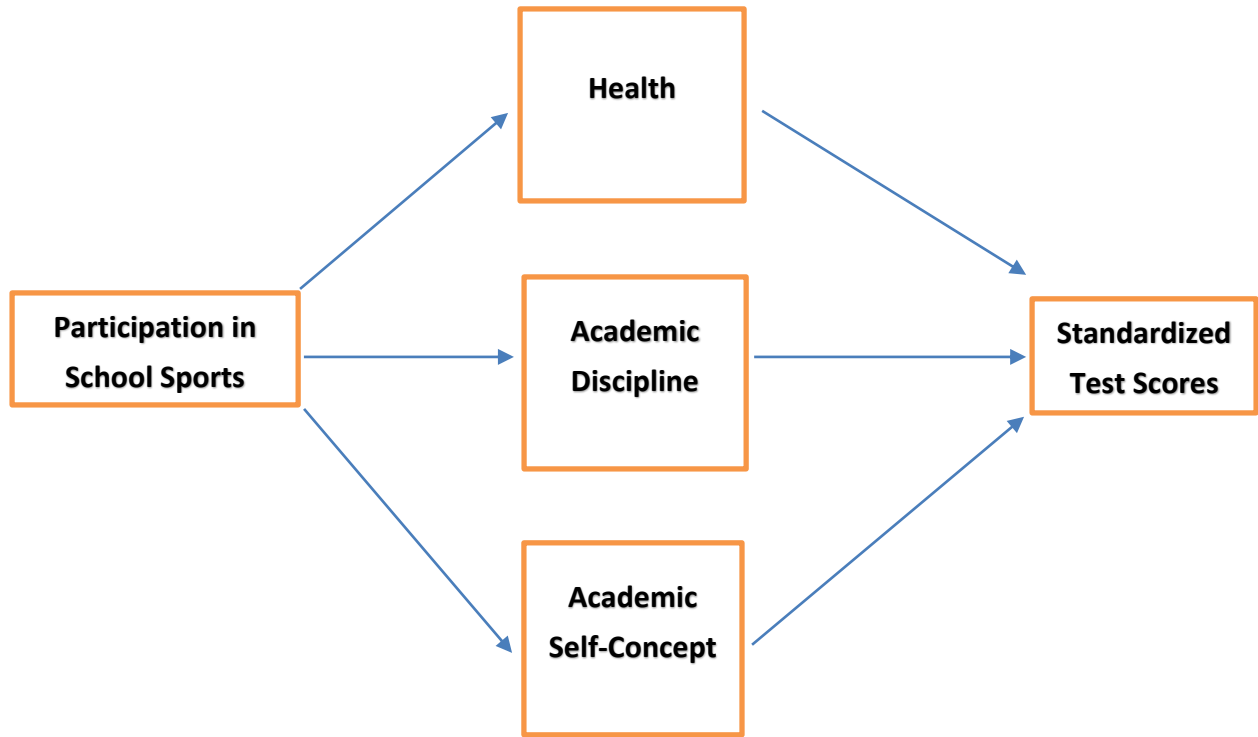 Health
Participation in
School Sports
Academic
Discipline
Standardized
Test Scores
Academic
Self-Concept